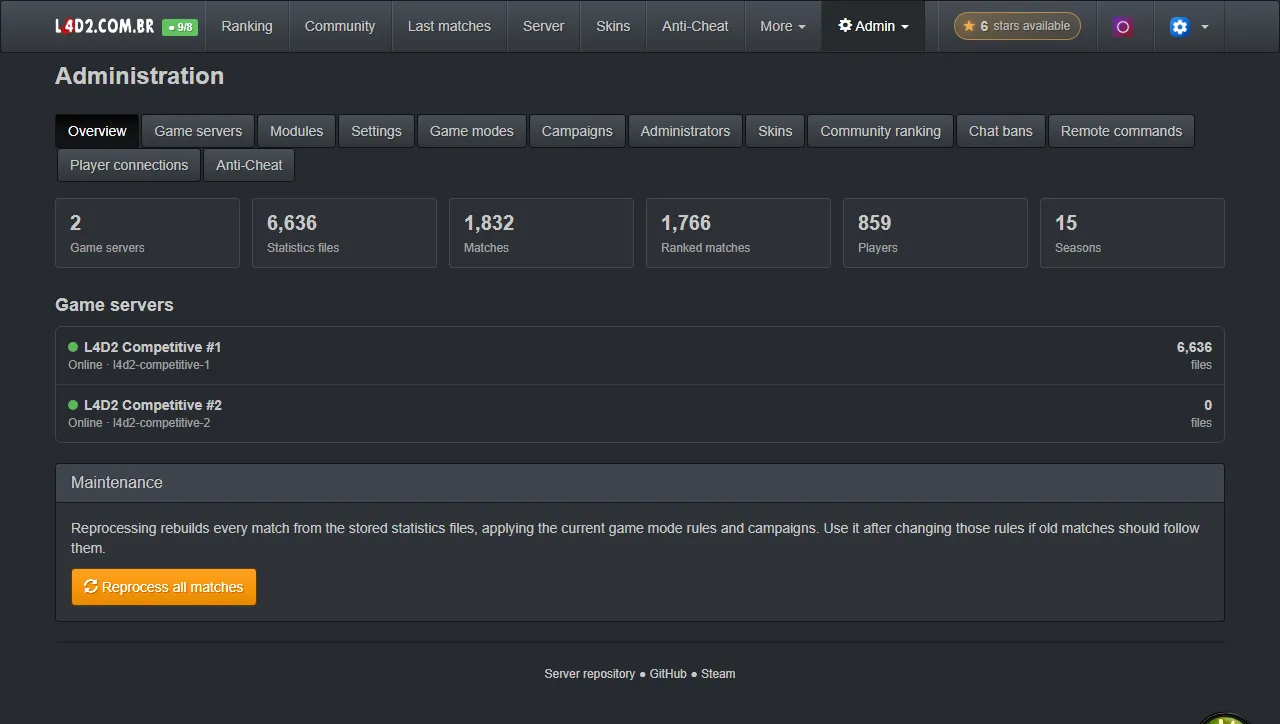 L4D2.COM.BR 9/8 Ranking Community Last matches Server Skins Anti-Cheat More Admin ★ 6 stars available
Administration
Overview Game servers Modules Settings Game modes Campaigns Administrators Skins Community ranking Chat bans Remote commands
Player connections Anti-Cheat
2 6,636 1,832 1,766 859 15
Game servers Statistics files Matches Ranked matches Players Seasons
Game servers
L4D2 Competitive #1 6,636
Online · l4d2-competitive-1 files
L4D2 Competitive #2 0
Online · l4d2-competitive-2 files
Maintenance
Reprocessing rebuilds every match from the stored statistics files, applying the current game mode rules and campaigns. Use it after changing those rules if old matches should follow
them.
Reprocess all matches
Server repository ● GitHub ● Steam